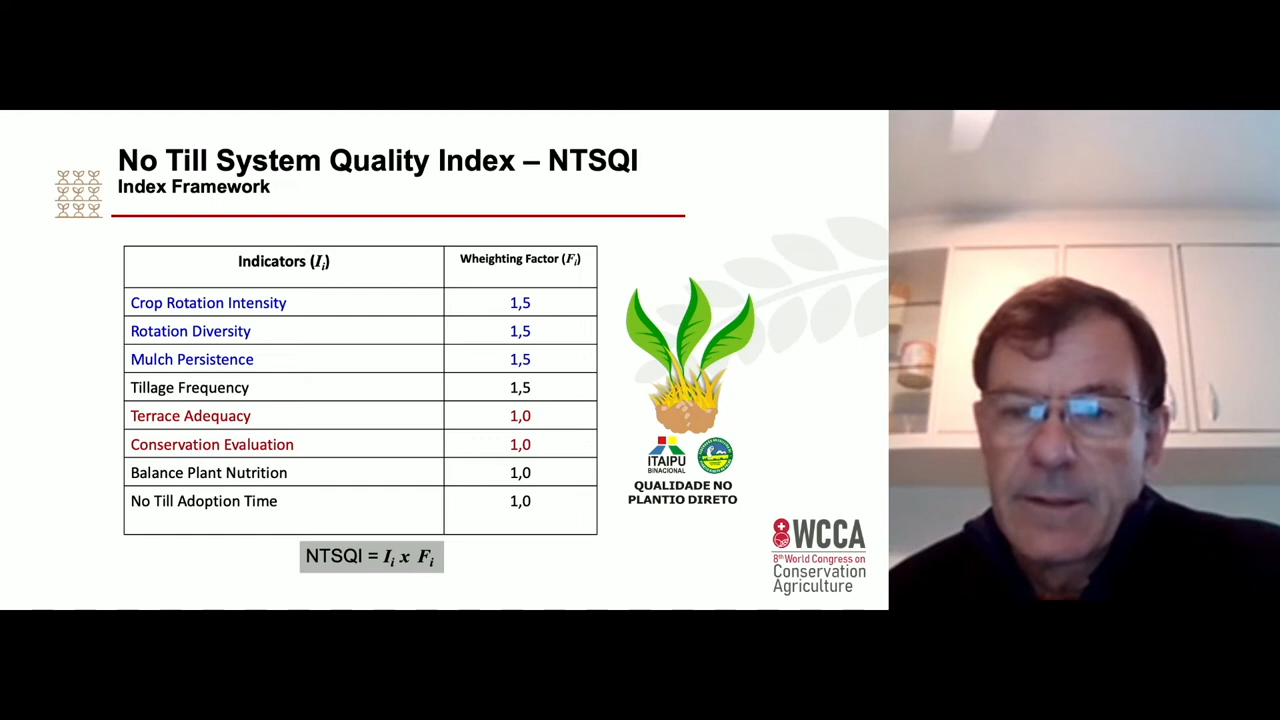 No Till System Quality Index – NTSQI
Index Framework
Indicators (Ii)
Wheighting Factor (Fi)
Crop Rotation Intensity
1,5
Rotation Diversity
1,5
Mulch Persistence
1,5
Tillage Frequency
1,5
Terrace Adequacy
1,0
Conservation Evaluation
1,0
Balance Plant Nutrition
1,0
No Till Adoption Time
1,0
NTSQI = Ii x Fi
ITAIPU
BINACIONAL
QUALIDADE NO
PLANTIO DIRETO
WCCA
8th World Congress on
Conservation
Agriculture